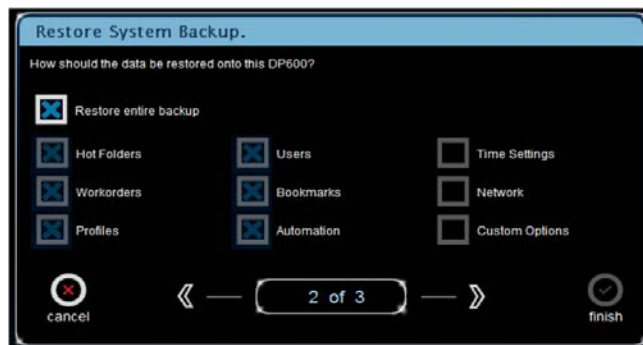 Restore System Backup.
How should the data be restored onto this DP600?
Restore entire backup
Hot Folders
Users
Time Settings
Workorders
Bookmarks
Network
Profiles
Automation
Custom Options
cancel
2 of 3
finish